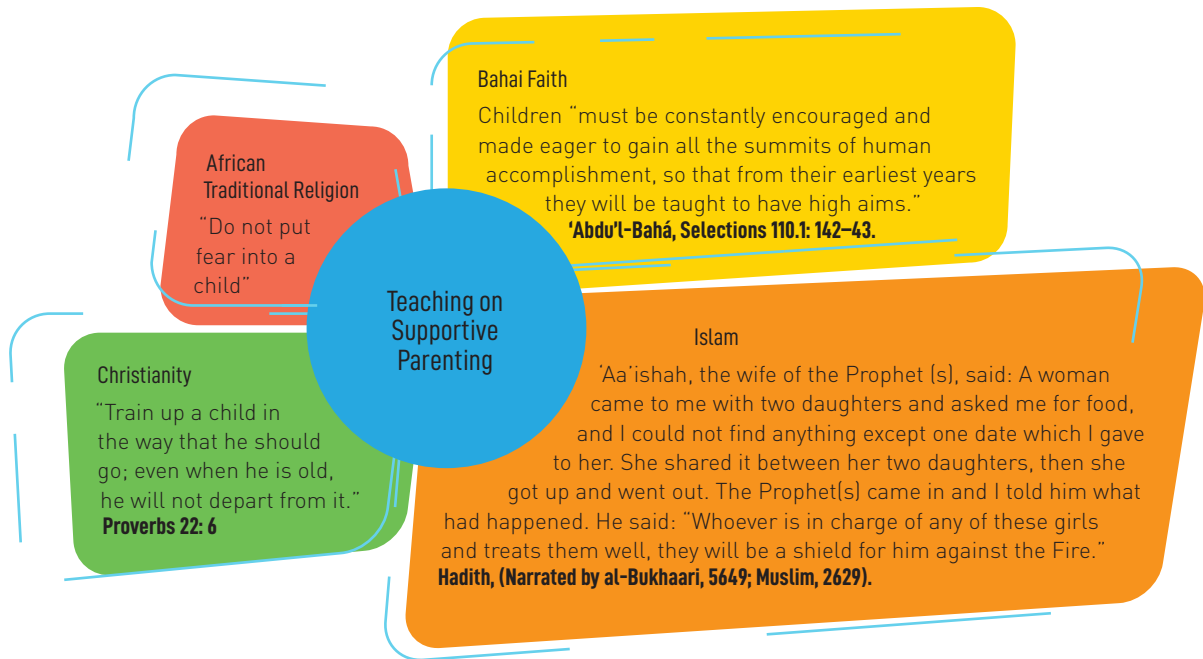 Bahai Faith
Children “must be constantly encouraged and
made eager to gain all the summits of human
accomplishment, so that from their earliest years
they will be taught to have high aims.”
‘Abdu’l-Bahá, Selections 110.1: 142–43.
African
Traditional Religion
“Do not put
fear into a
child”
Teaching on
Supportive
Parenting
Christianity
“Train up a child in
the way that he should
go; even when he is old,
he will not depart from it.”
Proverbs 22: 6
Islam
‘Aa’ishah, the wife of the Prophet (s), said: A woman
came to me with two daughters and asked me for food,
and I could not find anything except one date which I gave
to her. She shared it between her two daughters, then she
got up and went out. The Prophet(s) came in and I told him what
had happened. He said: “Whoever is in charge of any of these girls
and treats them well, they will be a shield for him against the Fire.”
Hadith, (Narrated by al-Bukhaari, 5649; Muslim, 2629).